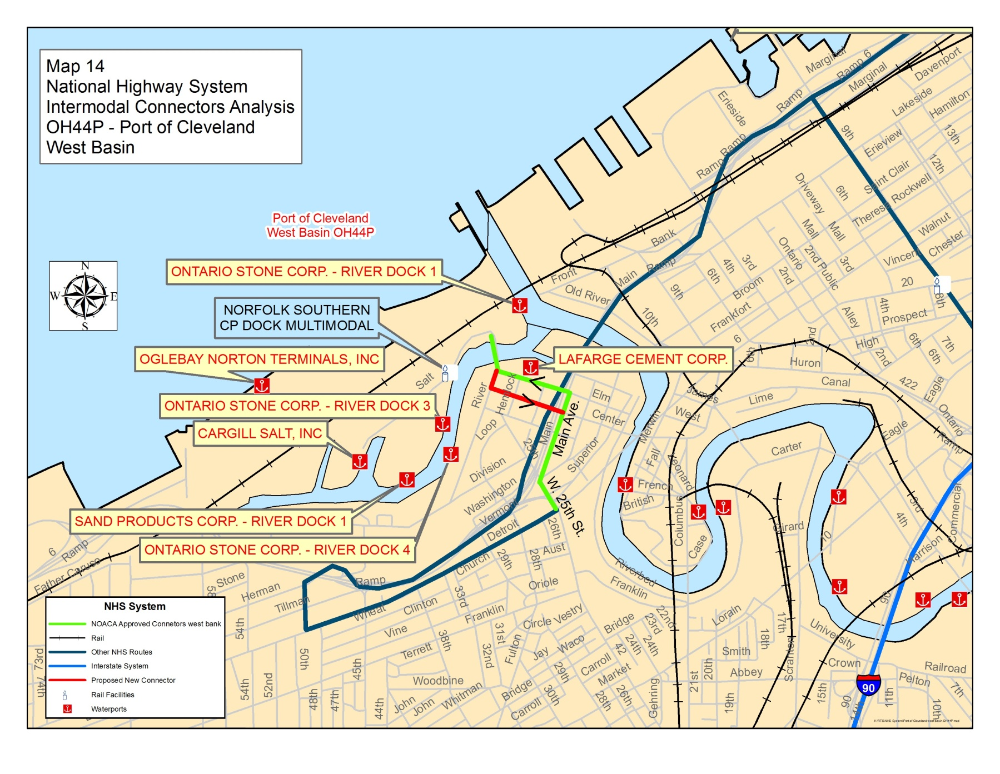 Map 14
National Highway System
Intermodal Connectors Analysis
OH44P - Port of Cleveland
West Basin
Port of Cleveland
West Basin OH44P
N
W
E
S
ONTARIO STONE CORP. - RIVER DOCK 1
NORFOLK SOUTHERN
CP DOCK MULTIMODAL
OGLEBAY NORTON TERMINALS, INC
LAFARGE CEMENT CORP.
ONTARIO STONE CORP. - RIVER DOCK 3
CARGILL SALT, INC
SAND PRODUCTS CORP. - RIVER DOCK 1
ONTARIO STONE CORP. - RIVER DOCK 4
Main Ave.
W. 25th St.
Marginal
Ramp 6
Marginal
Davenport
Erieside
Ramp
Lakeside
Hamilton
Ramp
Ramp
9th
Erieview
13th
12th
Saint Clair
Driveway
6th
Rockwell
Theresa
Mall
Mall
Walnut
Chester
Bank
Ontario
2nd
Public
3rd
Vincent
Front
Main
Ramp
6th
4th
3rd
2nd
20
Old River
9th
Broom
8th
10th
Frankfort
Alley
4th
Prospect
6
2nd
High
6th
7th
6th
2nd
6th
Huron
Salt
River
Hemlock
Elm
James
Canal
422
Eagle
Lime
Center
West
Merwin
Ontario
Loop
Main
25th
Superior
Eagle
Ramp
Carter
Division
Fall
Leonard
Washington
French
British
Columbus
Vermont
Detroit
26th
Girard
3rd
4th
Commercial
10
Case
Harrison
6
Ramp
Aust
Church
29th
28th
Riverbed
Father Caruso
Stone
Ramp
Oriole
Franklin
Herman
33rd
90
58
Tillman
Wheat
Clinton
Franklin
Circle
Vestry
Bridge
22nd
23rd
Lorain
17th
54th
Vine
31st
University
38th
Waco
24th
24th
18th
Terrett
32nd
Fulton
Jay
42
Smith
73rd
50th
45th
Carroll
Scranton
Crown
Railroad
29th
Market
20th
Abbey
Pelton
74th
54th
52nd
Woodbine
Bridge
21st
7th
30th
26th
48th
47th
44th
John
John
Whitman
Carroll
28th
Gehring
19th
15th
90
14th
11th
10th
90
NHS System
NOACA Approved Connetors west bank
Rail
Other NHS Routes
Interstate System
Proposed New Connector
Rail Facilities
Waterports